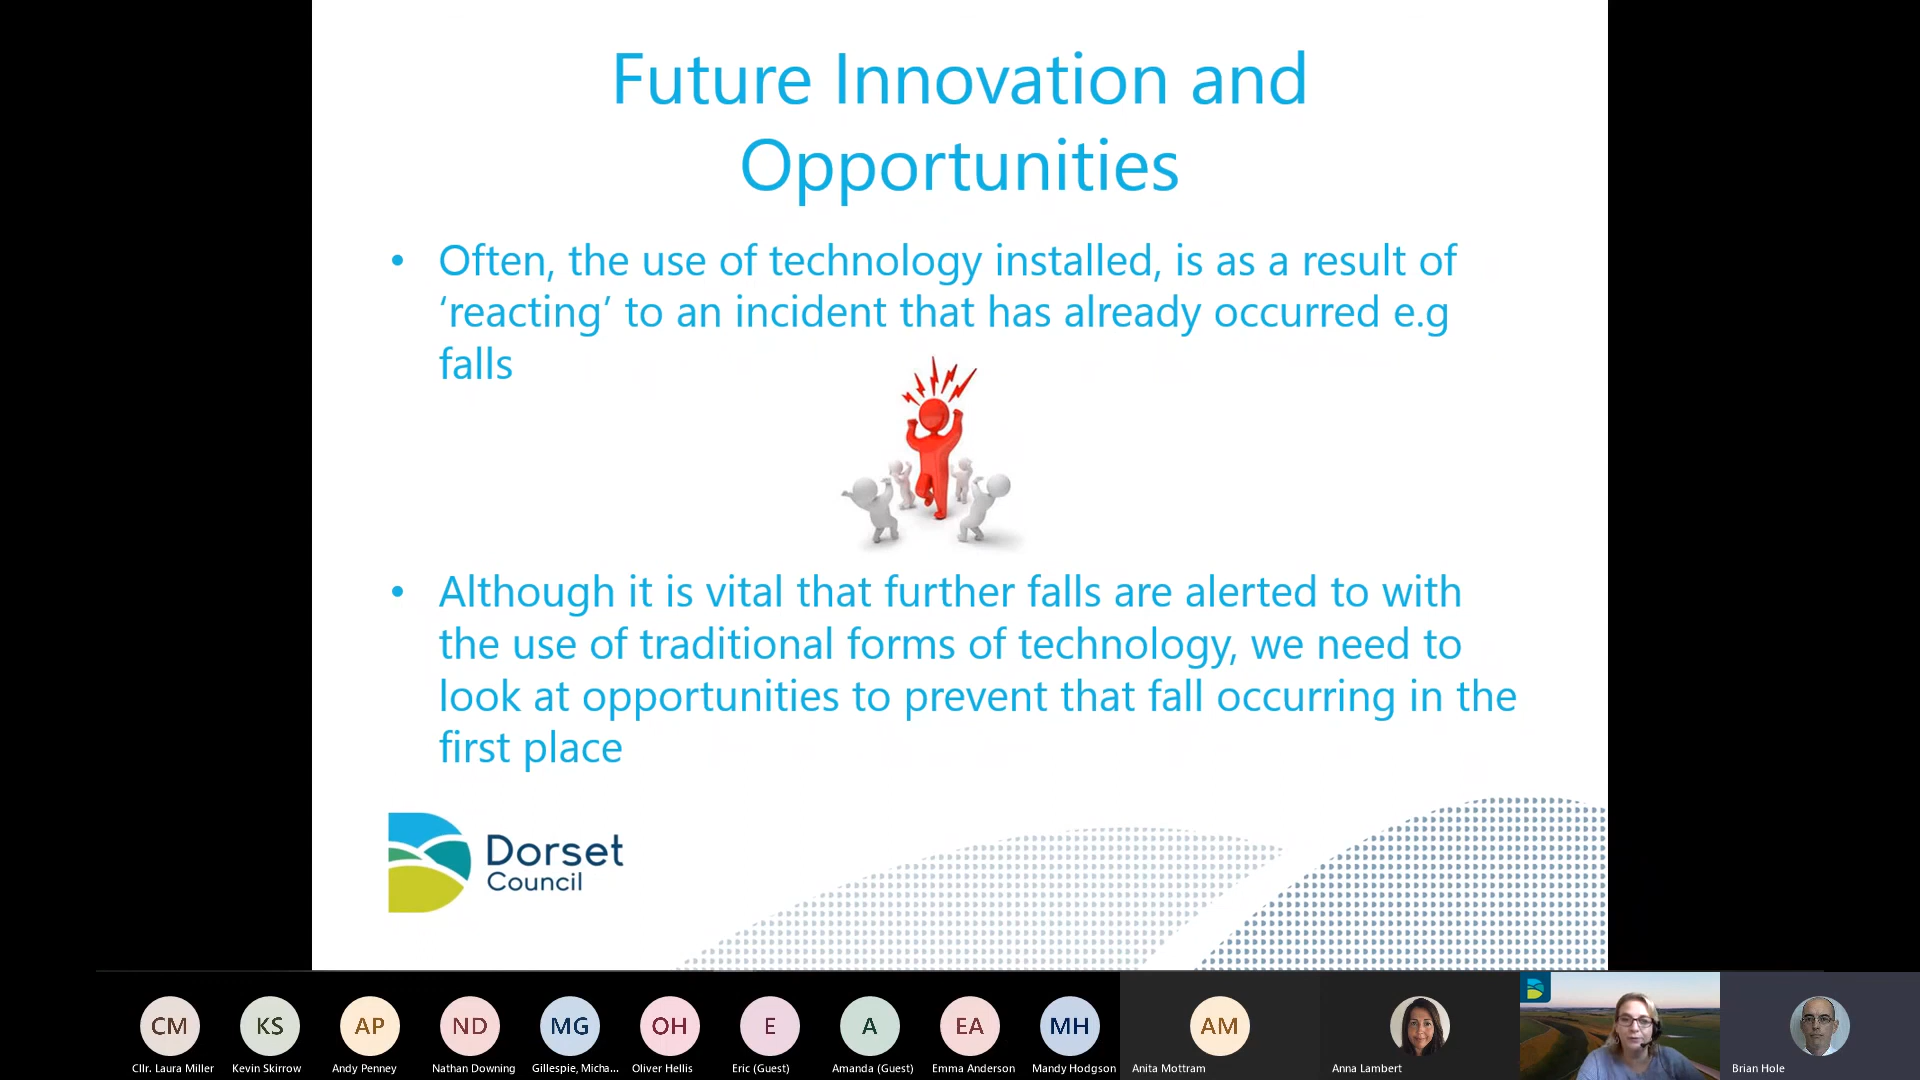 Future Innovation and
Opportunities
• Often, the use of technology installed, is as a result of
‘reacting’ to an incident that has already occurred e.g
falls
• Although it is vital that further falls are alerted to with
the use of traditional forms of technology, we need to
look at opportunities to prevent that fall occurring in the
first place
Dorset
Council
CM
KS
AP
ND
MG
OH
E
A
EA
MH
AM
Cllr. Laura Miller
Kevin Skirrow
Andy Penney
Nathan Downing
Gillespie, Micha...
Oliver Hellis
Eric (Guest)
Amanda (Guest)
Emma Anderson
Mandy Hodgson
Anita Mottram
Anna Lambert
Brian Hole